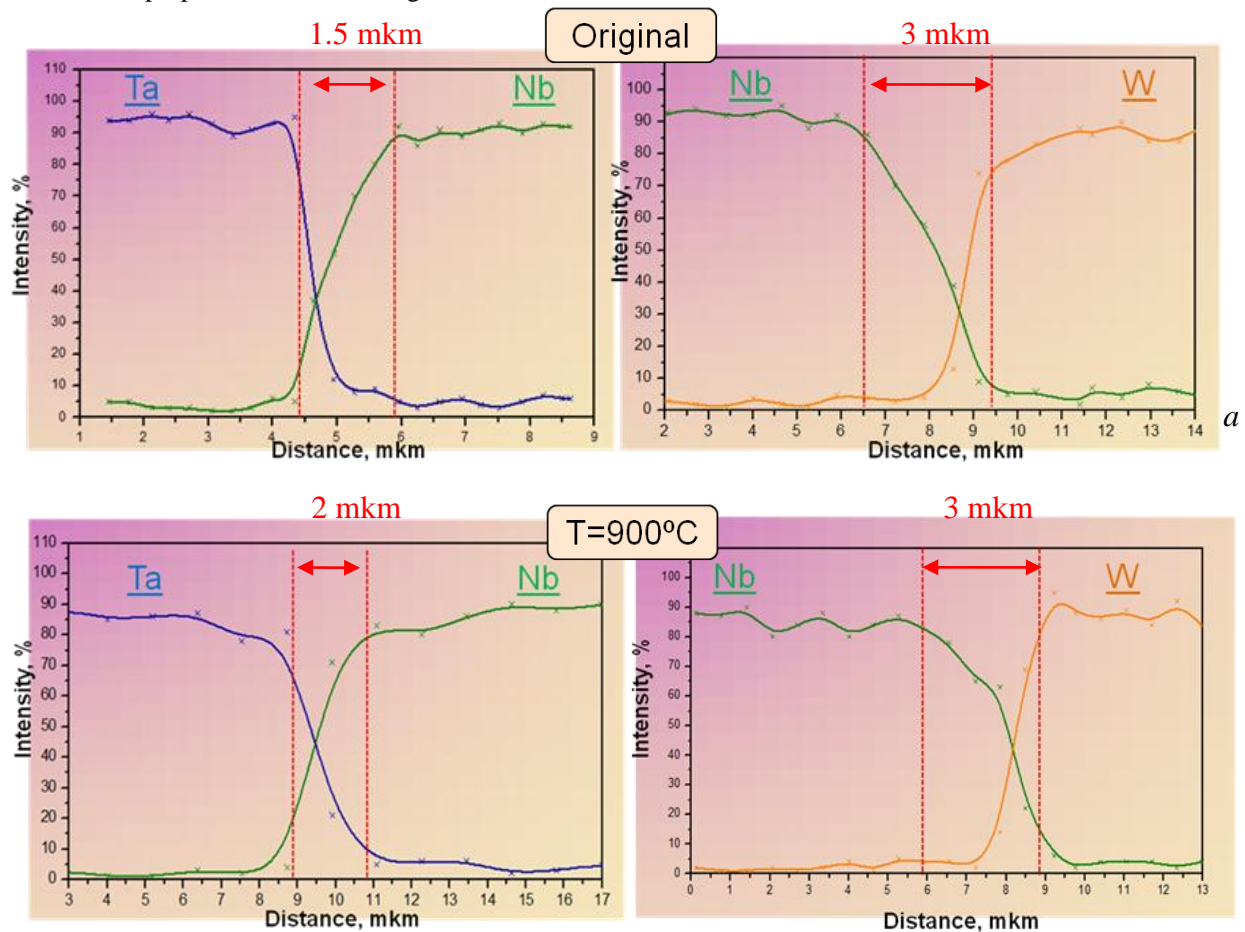 Original
1.5 mkm
3 mkm
Ta
Nb
Intensity, %
110
100
90
80
70
60
50
40
30
20
10
0
1 2 3 4 5 6 7 8 9
Distance, mkm
Nb
W
Intensity, %
100
90
80
70
60
50
40
30
20
10
0
2 3 4 5 6 7 8 9 10 11 12 13 14
Distance, mkm
a
T=900ºC
2 mkm
3 mkm
Ta
Nb
Intensity, %
110
100
90
80
70
60
50
40
30
20
10
0
3 4 5 6 7 8 9 10 11 12 13 14 15 16 17
Distance, mkm
Nb
W
Intensity, %
100
90
80
70
60
50
40
30
20
10
0
0 1 2 3 4 5 6 7 8 9 10 11 12 13
Distance, mkm